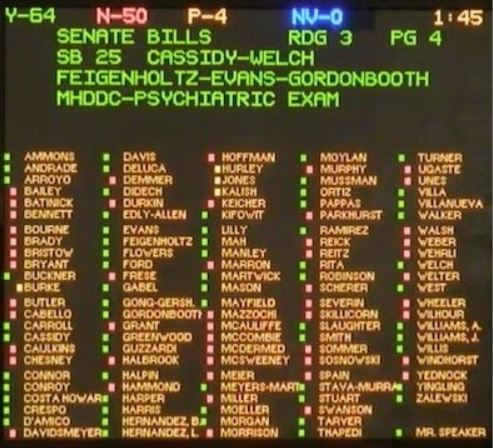 Y-64 N-50 P-4 NV-0 1:45
SENATE BILLS RDG 3 PG 4
SB 25 CASSIDY-WELCH
FEIGENHOLTZ-EVANS-GORDONBOOTH
MHDDC-PSYCHIATRIC EXAM
AMMONS DAVIS HOFFMAN MOYLAN TURNER
ANDRADE DELUCA HURLEY MURPHY UGASTE
ARROYO DEMMER JONES MUSSMAN UNES
BAILEY DIDECH KALISH ORTIZ VILLA
BATINICK DURKIN KEICHER PAPPAS VILLANUEVA
BENNETT EDLY-ALLEN KIFOWIT PARKHURST WALKER
BOURNE EVANS LILLY RAMIREZ WALSH
BRADY FEIGENHOLTZ MAH REICK WEBER
BRISTOW FLOWERS MANLEY REITZ WEHRLI
BRYANT FORD MARRON RITA WELCH
BUCKNER FRESE MARTWICK ROBINSON WELTER
BURKE GABEL MASON SCHERER WEST
BUTLER GONG-GERSH. MAYFIELD SEVERIN WHEELER
CABELLO GORDONBOOTH MAZZOCHI SKILLICORN WILHOUR
CARROLL GRANT MCAULIFFE SLAUGHTER WILLIAMS, A.
CASSIDY GREENWOOD MCCOMBIE SMITH WILLIAMS, J.
CAULKINS GUZZARDI MCDERMED SOMMER WILLIS
CHESNEY HALBROOK MCSWEENEY SOSNOWSKI WINDHORST
CONNOR HALPIN MEIER SPAIN YEDNOCK
CONROY HAMMOND MEYERS-MART STAVA-MURRA YINGLING
COSTA HOWAR HARPER MILLER STUART ZALEWSKI
CRESPO HARRIS MOELLER SWANSON
D'AMICO HERNANDEZ, B. MORGAN TARVER
DAVIDSMEYER HERNANDEZ, L. MORRISON THAPEDI MR. SPEAKER